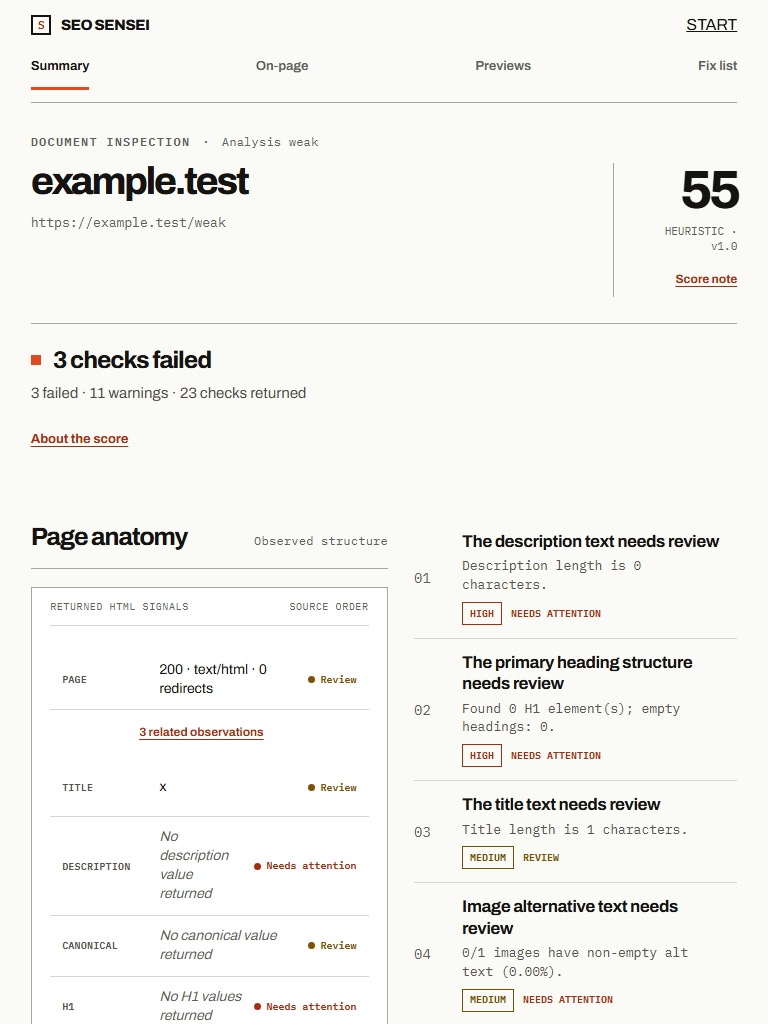 S SEO SENSEI
START
Summary On-page Previews Fix list
DOCUMENT INSPECTION · Analysis weak
example.test
https://example.test/weak
55
HEURISTIC ·
v1.0
Score note
3 checks failed
3 failed · 11 warnings · 23 checks returned
About the score
Page anatomy
Observed structure
RETURNED HTML SIGNALS SOURCE ORDER
PAGE
200 · text/html · 0
redirects
Review
3 related observations
TITLE
x
Review
DESCRIPTION
No
description
value
returned
Needs attention
CANONICAL
No canonical value
returned
Review
H1
No H1 values
returned
Needs attention
01
The description text needs review
Description length is 0
characters.
HIGH NEEDS ATTENTION
02
The primary heading structure
needs review
Found 0 H1 element(s); empty
headings: 0.
HIGH NEEDS ATTENTION
03
The title text needs review
Title length is 1 characters.
MEDIUM REVIEW
04
Image alternative text needs
review
0/1 images have non-empty alt
text (0.00%).
MEDIUM NEEDS ATTENTION